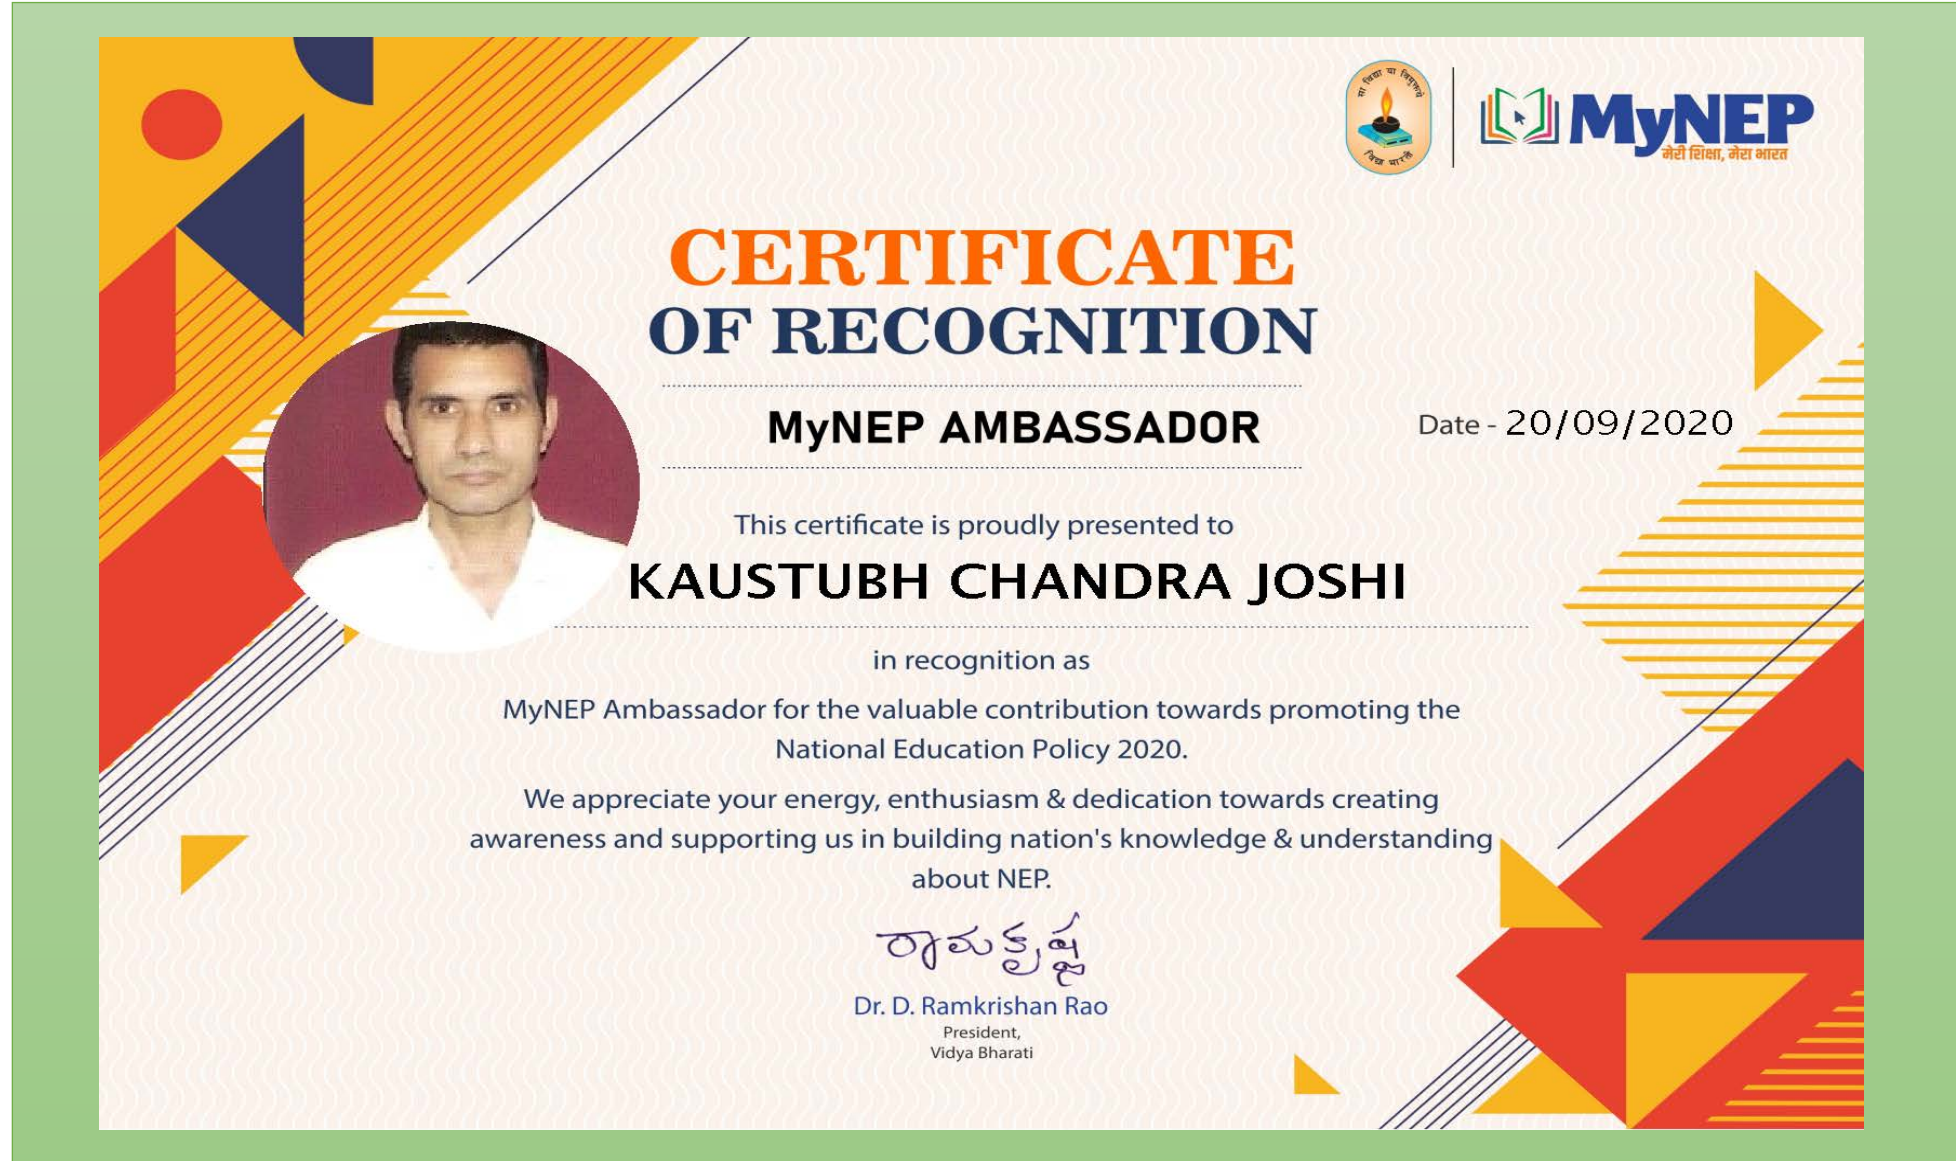 सा विद्या या विमुक्तये
विद्या भारती
MyNEP
मेरी शिक्षा, मेरा भारत
CERTIFICATE
OF RECOGNITION
MyNEP AMBASSADOR
Date - 20/09/2020
This certificate is proudly presented to
KAUSTUBH CHANDRA JOSHI
in recognition as
MyNEP Ambassador for the valuable contribution towards promoting the
National Education Policy 2020.
We appreciate your energy, enthusiasm & dedication towards creating
awareness and supporting us in building nation's knowledge & understanding
about NEP.
ರಾಮಕೃಷ್ಣ
Dr. D. Ramkrishan Rao
President,
Vidya Bharati